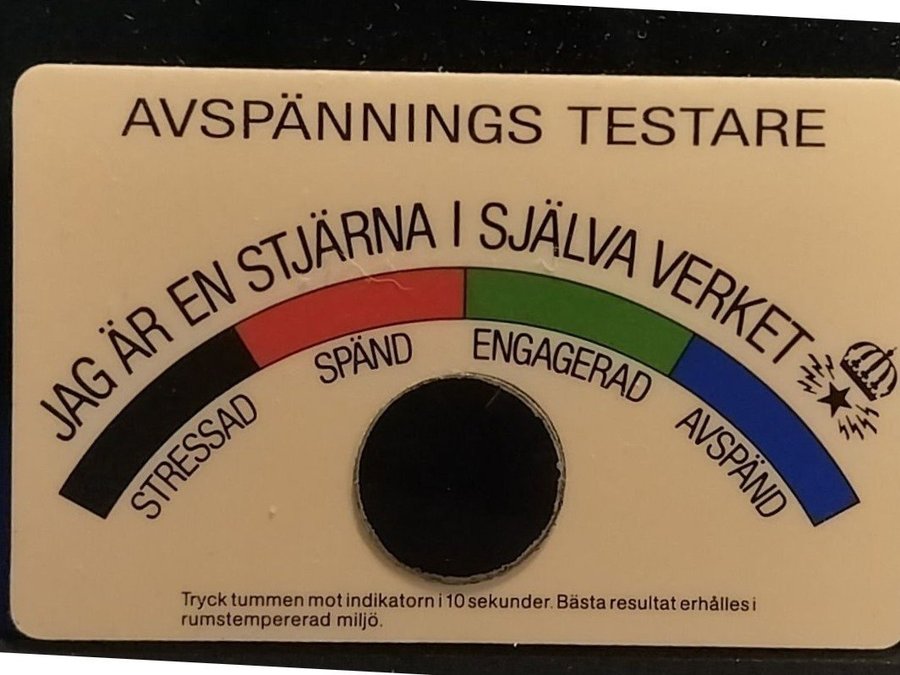 AVSPÄNNINGS TESTARE
JAG ÄR EN STJÄRNA I SJÄLVA VERKET
STRESSAD
SPÄND
ENGAGERAD
AVSPÄND
Tryck tummen mot indikatorn i 10 sekunder. Bästa resultat erhålles i
rumstempererad miljö.